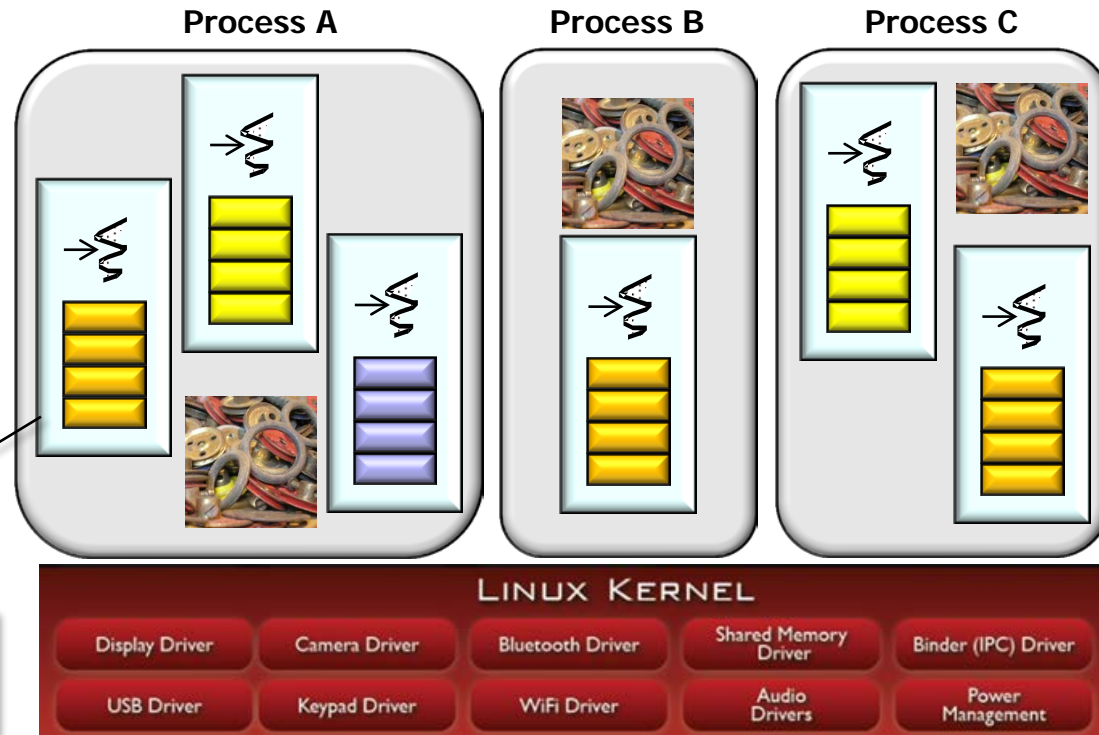 Process A
Process B
Process C
LINUX KERNEL
Display Driver
Camera Driver
Bluetooth Driver
Shared Memory
Driver
Binder (IPC) Driver
USB Driver
Keypad Driver
WiFi Driver
Audio
Drivers
Power
Management